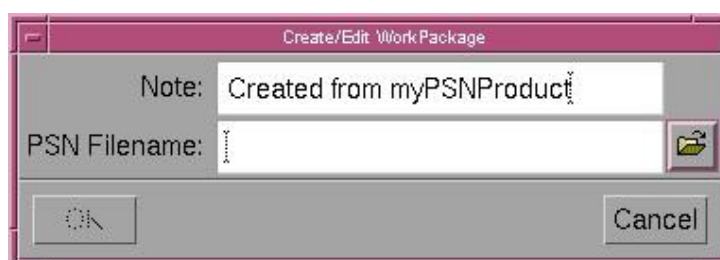 Create/Edit WorkPackage
Note: Created from myPSNProduct
PSN Filename:
OK Cancel